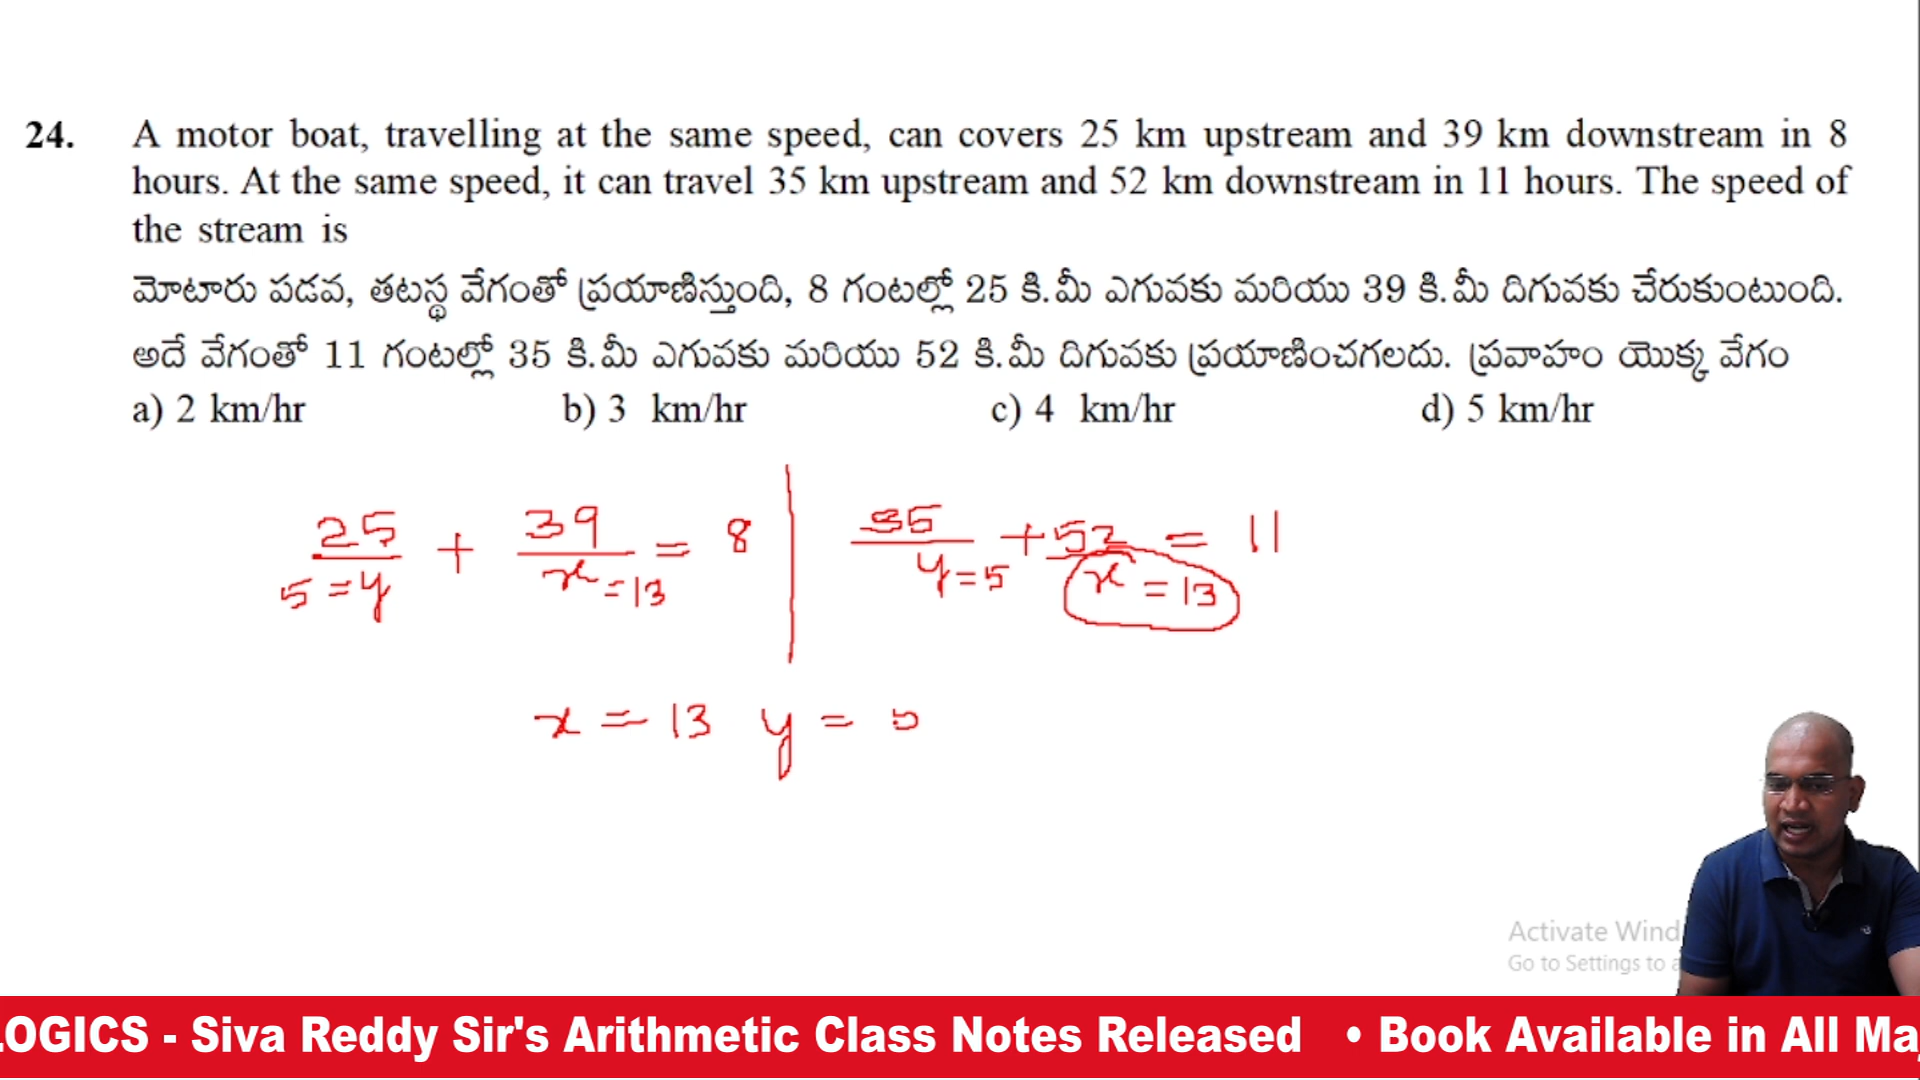 24. A motor boat, travelling at the same speed, can covers 25 km upstream and 39 km downstream in 8
hours. At the same speed, it can travel 35 km upstream and 52 km downstream in 11 hours. The speed of
the stream is
మోటారు పడవ, తటస్థ వేగంతో ప్రయాణిస్తుంది, 8 గంటల్లో 25 కి.మీ ఎగువకు మరియు 39 కి.మీ దిగువకు చేరుకుంటుంది.
అదే వేగంతో 11 గంటల్లో 35 కి.మీ ఎగువకు మరియు 52 కి.మీ దిగువకు ప్రయాణించగలదు. ప్రవాహం యొక్క వేగం
a) 2 km/hr b) 3 km/hr c) 4 km/hr d) 5 km/hr
25 + 39 = 8 35 + 52 = 11
5 = y x = 13 y = 5 x = 13
x = 13 y = 5
Activate Wind
Go to Settings to a
LOGICS - Siva Reddy Sir's Arithmetic Class Notes Released • Book Available in All Ma